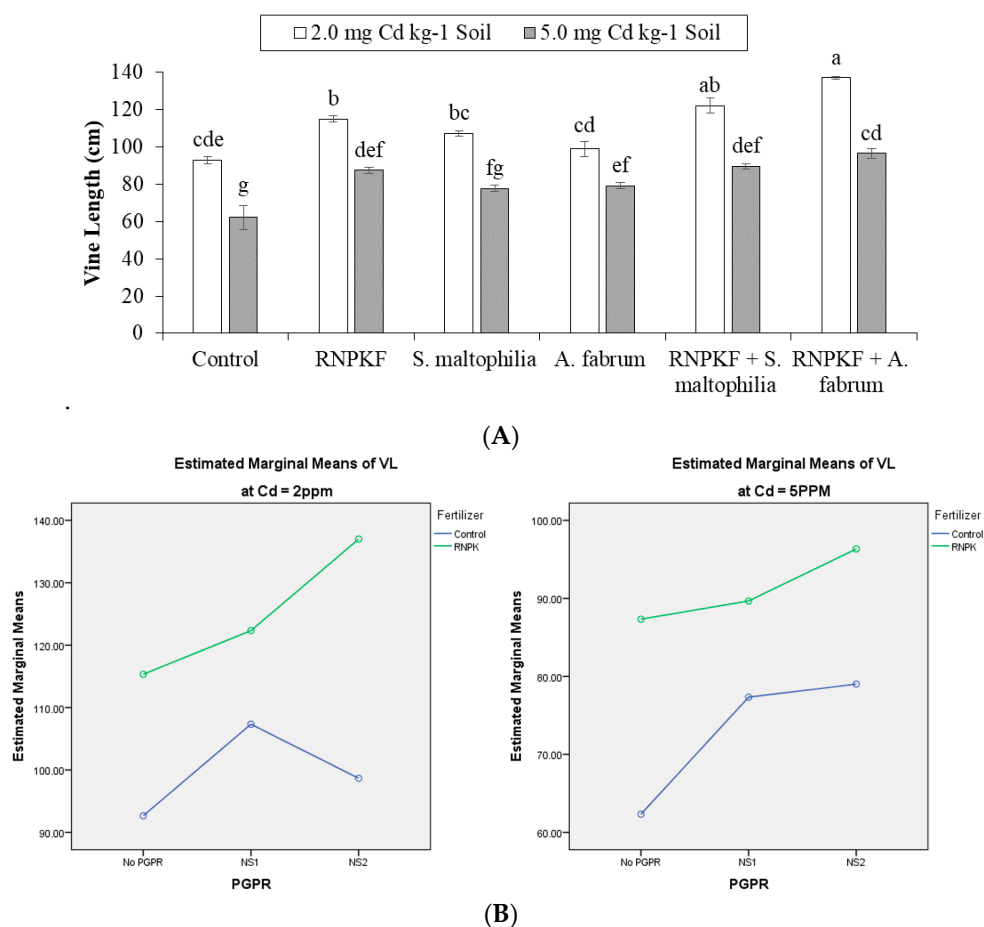 2.0 mg Cd kg-1 Soil 5.0 mg Cd kg-1 Soil
Vine Length (cm)
140
120
100
80
60
40
20
0
cde g b def bc fg cd ef ab def a cd
Control RNPKF S. maltophilia A. fabrum RNPKF + S. RNPKF + A.
maltophilia fabrum
.
(A)
Estimated Marginal Means of VL
at Cd = 2ppm
Fertilizer
Control
RNPK
Estimated Marginal Means
140.00
130.00
120.00
110.00
100.00
90.00
No PGPR NS1 NS2
PGPR
Estimated Marginal Means of VL
at Cd = 5PPM
Fertilizer
Control
RNPK
Estimated Marginal Means
100.00
90.00
80.00
70.00
60.00
No PGPR NS1 NS2
PGPR
(B)